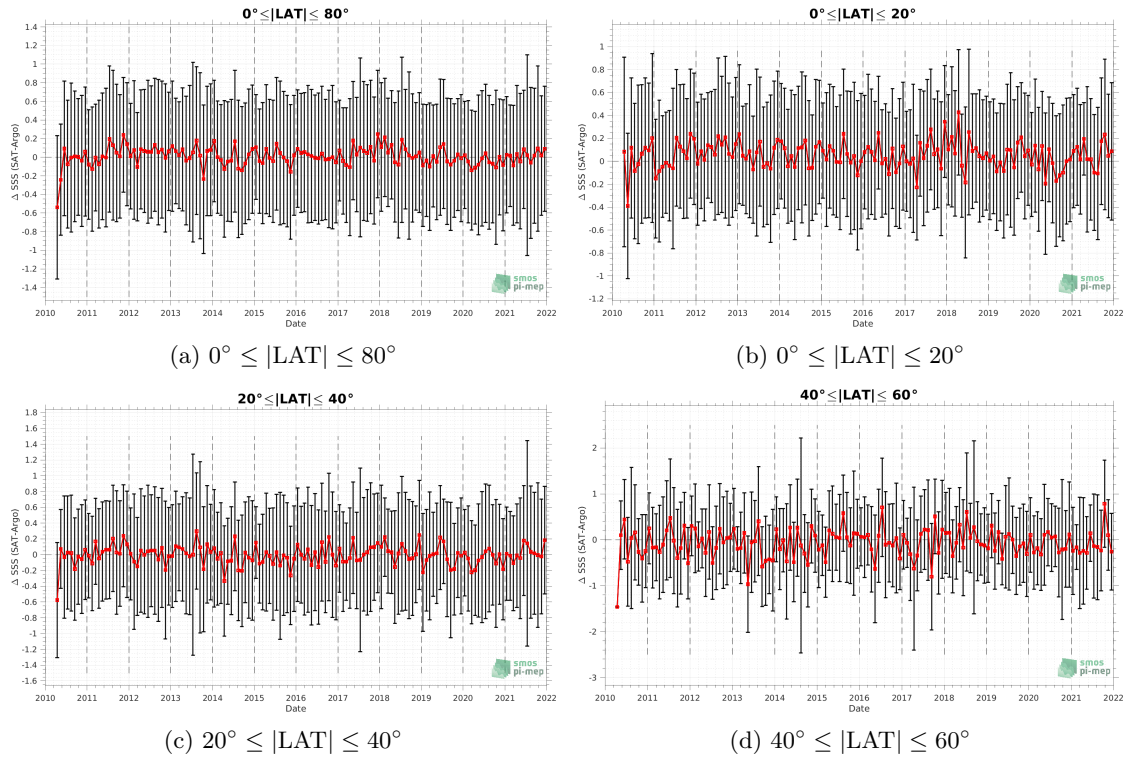 0°≤|LAT|≤ 80°
1.4
1.2
1
0.8
0.6
0.4
0.2
0
-0.2
-0.4
-0.6
-0.8
-1
-1.2
-1.4
Δ SSS (SAT-Argo)
2010 2011 2012 2013 2014 2015 2016 2017 2018 2019 2020 2021 2022
Date
smos
pi-mep
(a) 0° ≤ |LAT| ≤ 80°
0°≤|LAT|≤ 20°
1
0.8
0.6
0.4
0.2
0
-0.2
-0.4
-0.6
-0.8
-1
-1.2
Δ SSS (SAT-Argo)
2010 2011 2012 2013 2014 2015 2016 2017 2018 2019 2020 2021 2022
Date
smos
pi-mep
(b) 0° ≤ |LAT| ≤ 20°
20°≤|LAT|≤ 40°
1.8
1.6
1.4
1.2
1
0.8
0.6
0.4
0.2
0
-0.2
-0.4
-0.6
-0.8
-1
-1.2
-1.4
-1.6
Δ SSS (SAT-Argo)
2010 2011 2012 2013 2014 2015 2016 2017 2018 2019 2020 2021 2022
Date
smos
pi-mep
(c) 20° ≤ |LAT| ≤ 40°
40°≤|LAT|≤ 60°
2
1
0
-1
-2
-3
Δ SSS (SAT-Argo)
2010 2011 2012 2013 2014 2015 2016 2017 2018 2019 2020 2021 2022
Date
smos
pi-mep
(d) 40° ≤ |LAT| ≤ 60°